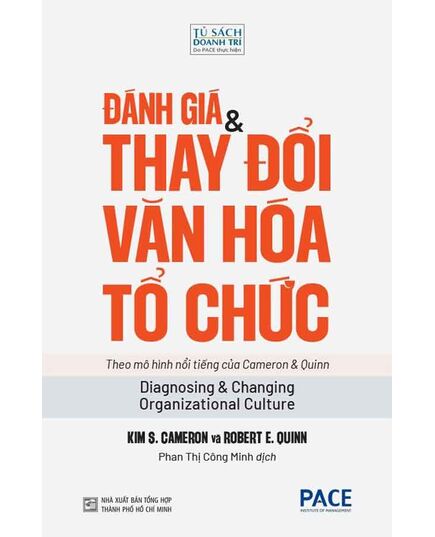 TỦ SÁCH
DOANH TRÍ
Do PACE thực hiện
ĐÁNH GIÁ
&
THAY ĐỔI
VĂN HÓA
TỔ CHỨC
Theo mô hình nổi tiếng của Cameron & Quinn
Diagnosing & Changing
Organizational Culture
KIM S. CAMERON và ROBERT E. QUINN
Phan Thị Công Minh dịch
NHÀ XUẤT BẢN TỔNG HỢP
THÀNH PHỐ HỒ CHÍ MINH
PACE
INSTITUTE OF MANAGEMENT